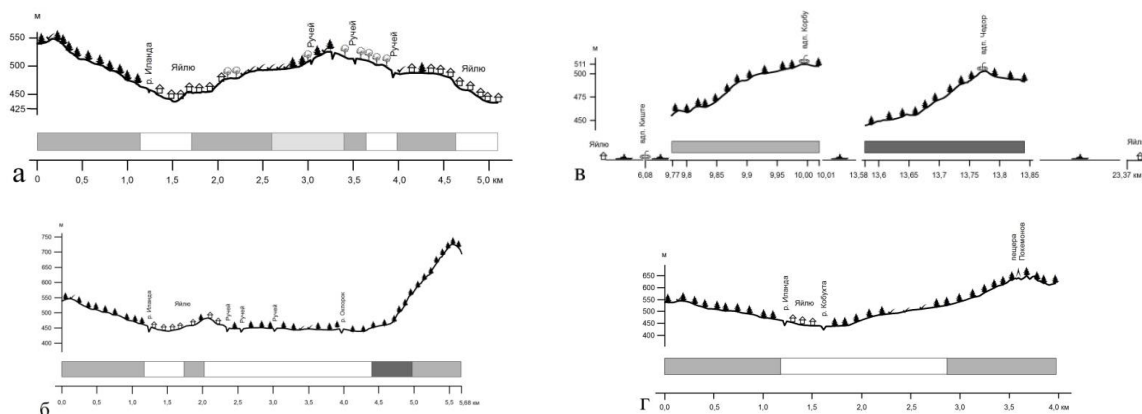 а
м
550
500
450
425
р. Иланда
Яйлю
Ручей
Ручей
Ручей
Яйлю
0 0,5 1,0 1,5 2,0 2,5 3,0 3,5 4,0 4,5 5,0 км
в
м
511
500
475
450
вдп. Корбу
вдп. Чедор
Яйлю
вдп. Киште
Яйлю
6,08 9,77 9,8 9,85 9,9 9,95 10,00 10,01 13,58 13,6 13,65 13,7 13,75 13,8 13,85 23,37 км
б
м
750
700
650
600
550
500
450
400
р. Иланда
Яйлю
Ручей
Ручей
Ручей
0,0 0,5 1,0 1,5 2,0 2,5 3,0 3,5 4,0 4,5 5,0 5,5 5,68 км
г
м
650
600
550
500
450
400
р. Иланда
Яйлю
р. Кобухта
пещера
Покемонов
0,0 0,5 1,0 1,5 2,0 2,5 3,0 3,5 4,0 км